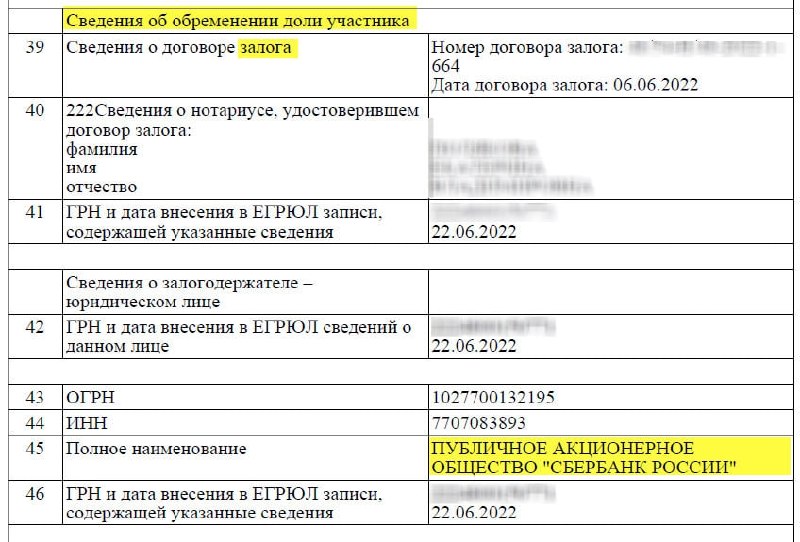 Сведения об обременении доли участника
39 Сведения о договоре залога Номер договора залога:
664
Дата договора залога: 06.06.2022
40 222Сведения о нотариусе, удостоверившем
договор залога:
фамилия
имя
отчество
41 ГРН и дата внесения в ЕГРЮЛ записи,
содержащей указанные сведения 22.06.2022
Сведения о залогодержателе –
юридическом лице
42 ГРН и дата внесения в ЕГРЮЛ сведений о
данном лице 22.06.2022
43 ОГРН 1027700132195
44 ИНН 7707083893
45 Полное наименование ПУБЛИЧНОЕ АКЦИОНЕРНОЕ
ОБЩЕСТВО "СБЕРБАНК РОССИИ"
46 ГРН и дата внесения в ЕГРЮЛ записи,
содержащей указанные сведения 22.06.2022